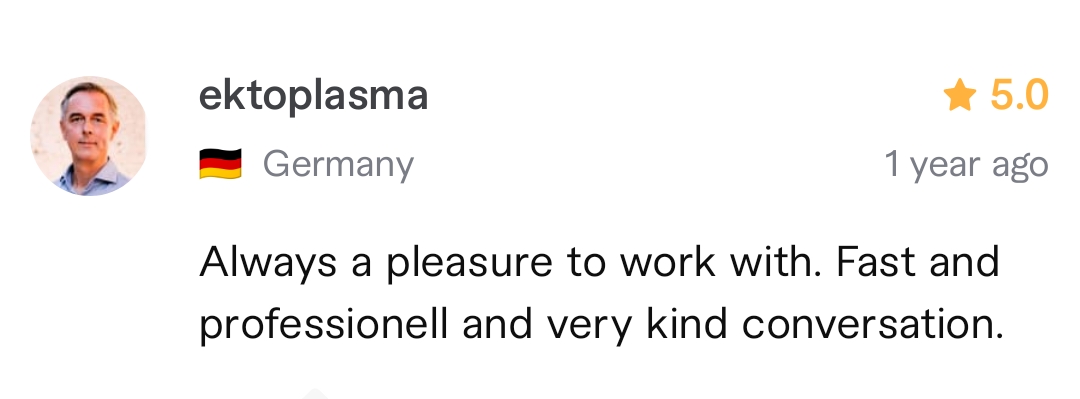 ektoplasma
5.0
Germany
1 year ago
Always a pleasure to work with. Fast and
professionell and very kind conversation.